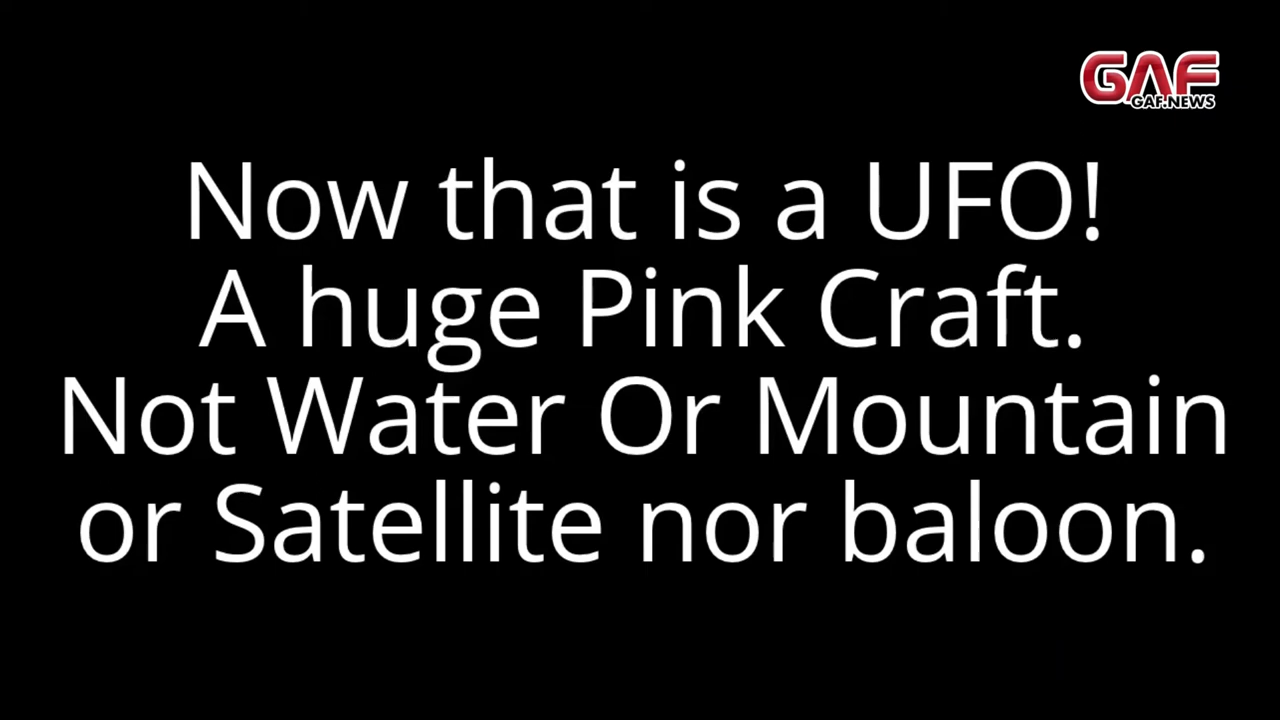 GAF
GAF.NEWS
Now that is a UFO!
A huge Pink Craft.
Not Water Or Mountain
or Satellite nor baloon.